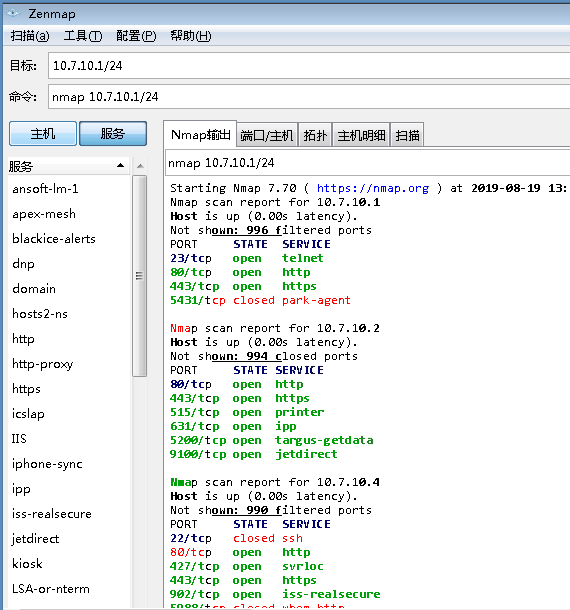 Zenmap
扫描(a) 工具(T) 配置(P) 帮助(H)
目标: 10.7.10.1/24
命令: nmap 10.7.10.1/24
主机 服务
服务
ansoft-lm-1
apex-mesh
blackice-alerts
dnp
domain
hosts2-ns
http
http-proxy
https
icslap
IIS
iphone-sync
ipp
iss-realsecure
jetdirect
kiosk
LSA-or-nterm
Nmap输出 端口/主机 拓扑 主机明细 扫描
nmap 10.7.10.1/24
Starting Nmap 7.70 ( https://nmap.org ) at 2019-08-19 13:
Nmap scan report for 10.7.10.1
Host is up (0.00s latency).
Not shown: 996 filtered ports
PORT STATE SERVICE
23/tcp open telnet
80/tcp open http
443/tcp open https
5431/tcp closed park-agent
Nmap scan report for 10.7.10.2
Host is up (0.00s latency).
Not shown: 994 closed ports
PORT STATE SERVICE
80/tcp open http
443/tcp open https
515/tcp open printer
631/tcp open ipp
5200/tcp open targus-getdata
9100/tcp open jetdirect
Nmap scan report for 10.7.10.4
Host is up (0.00s latency).
Not shown: 990 filtered ports
PORT STATE SERVICE
22/tcp closed ssh
80/tcp open http
427/tcp open svrloc
443/tcp open https
902/tcp open iss-realsecure
5988/tcp closed wbem-http